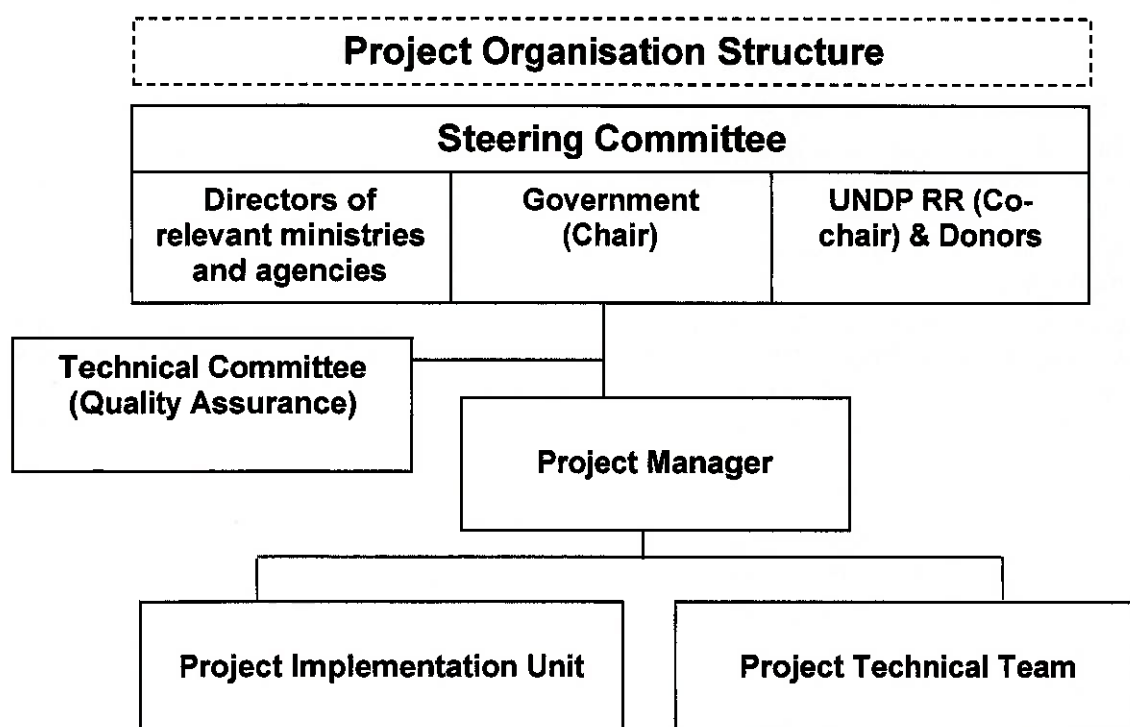 Project Organisation Structure
Steering Committee
Directors of
relevant ministries
and agencies
Government
(Chair)
UNDP RR (Co-
chair) & Donors
Technical Committee
(Quality Assurance)
Project Manager
Project Implementation Unit
Project Technical Team